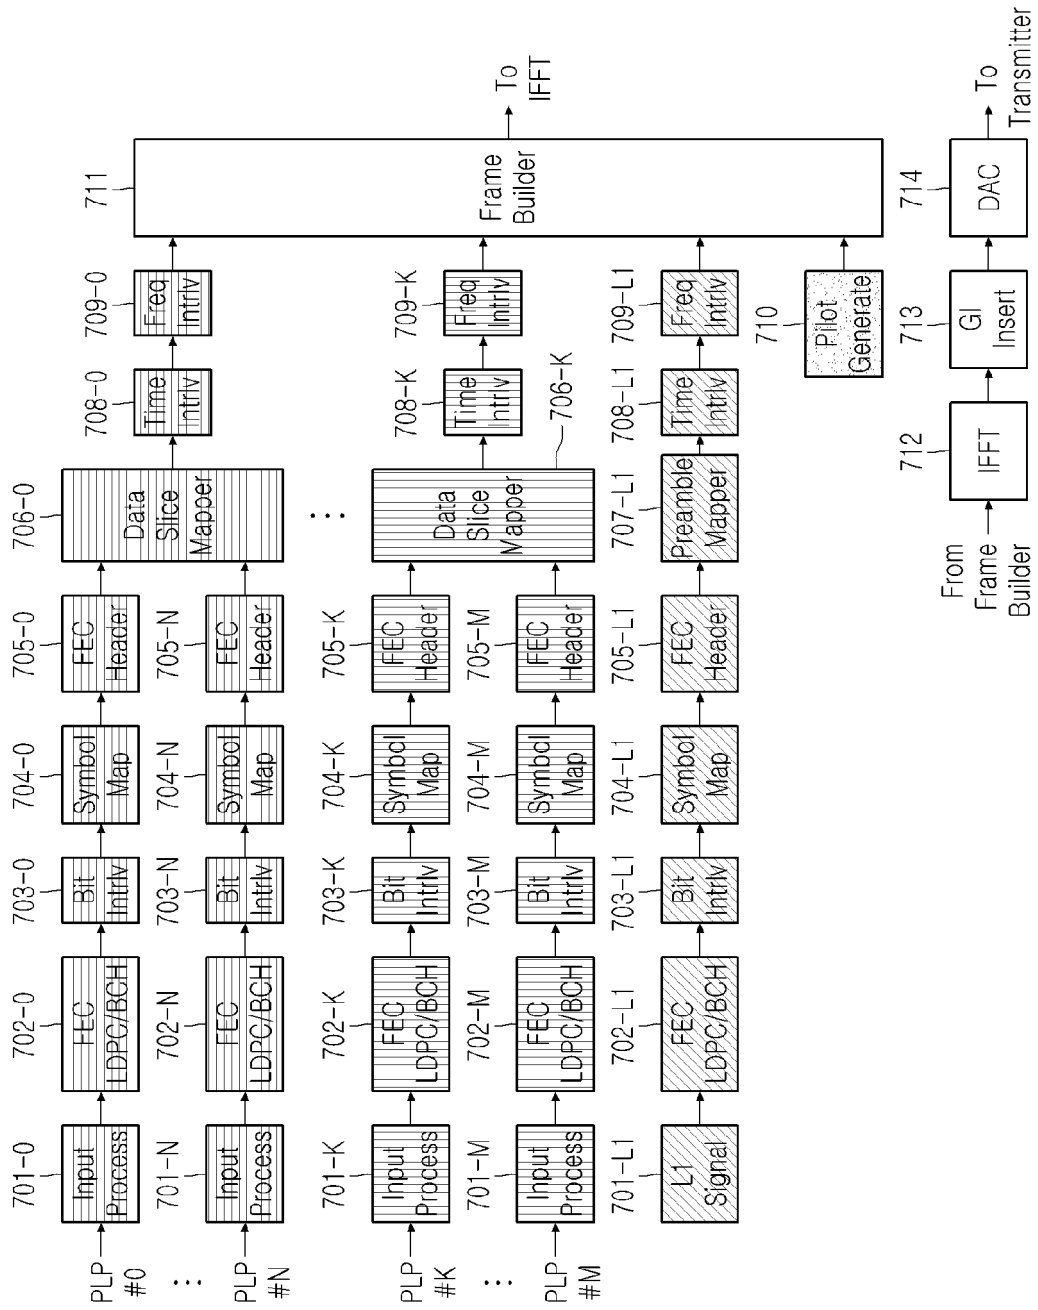 PLP
#0
701-0
Input
Process
702-0
FEC
LDPC/BCH
703-0
Bit
Intrlv
704-0
Symbol
Map
705-0
FEC
Header
706-0
Data
Slice
Mapper
708-0
Time
Intrlv
709-0
Freq
Intrlv
711
Frame
Builder
To
IFFT
PLP
#N
701-N
Input
Process
702-N
FEC
LDPC/BCH
703-N
Bit
Intrlv
704-N
Symbol
Map
705-N
FEC
Header
PLP
#K
701-K
Input
Process
702-K
FEC
LDPC/BCH
703-K
Bit
Intrlv
704-K
Symbol
Map
705-K
FEC
Header
Data
Slice
Mapper
706-K
708-K
Time
Intrlv
709-K
Freq
Intrlv
PLP
#M
701-M
Input
Process
702-M
FEC
LDPC/BCH
703-M
Bit
Intrlv
704-M
Symbol
Map
705-M
FEC
Header
701-L1
L1
Signal
702-L1
FEC
LDPC/BCH
703-L1
Bit
Intrlv
704-L1
Symbol
Map
705-L1
FEC
Header
707-L1
Preamble
Mapper
708-L1
Time
Intrlv
709-L1
Freq
Intrlv
710
Pilot
Generate
From
Frame
Builder
712
IFFT
713
GI
Insert
714
DAC
To
Transmitter